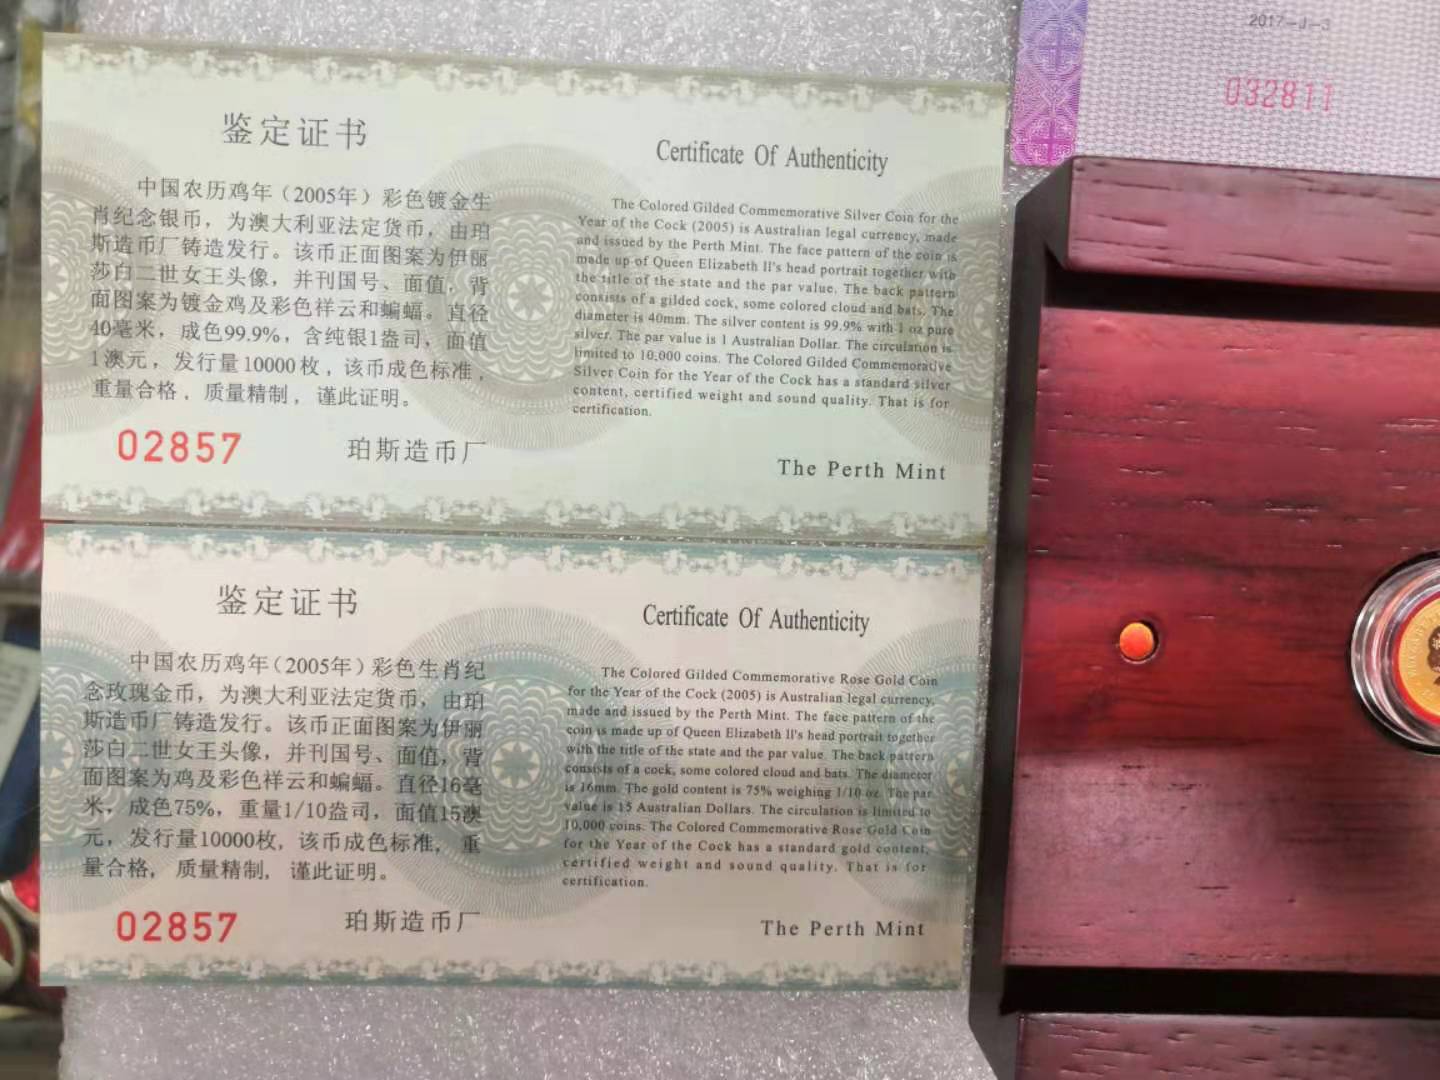 鉴定证书
中国农历鸡年（2005年）彩色镀金生
肖纪念银币，为澳大利亚法定货币，由珀
斯造币厂铸造发行。该币正面图案为伊丽
莎白二世女王头像，并刊国号、面值，背
面图案为镀金鸡及彩色祥云和蝙蝠。直径
40毫米，成色99.9%，含纯银1盎司，面值
1澳元，发行量10000枚，该币成色标准，
重量合格，质量精制，谨此证明。
02857
珀斯造币厂
Certificate Of Authenticity
The Colored Gilded Commemorative Silver Coin for the
Year of the Cock (2005) is Australian legal currency, made
and issued by the Perth Mint. The face pattern of the coin is
made up of Queen Elizabeth II's head portrait together with
the title of the state and the par value. The back pattern
consists of a gilded cock, some colored cloud and bats. The
diameter is 40mm. The silver content is 99.9% with 1 oz pure
silver. The par value is 1 Australian Dollar. The circulation is
limited to 10,000 coins. The Colored Gilded Commemorative
Silver Coin for the Year of the Cock has a standard silver
content, certified weight and sound quality. That is for
certification.
The Perth Mint
鉴定证书
中国农历鸡年（2005年）彩色生肖纪
念玫瑰金币，为澳大利亚法定货币，由珀
斯造币厂铸造发行。该币正面图案为伊丽
莎白二世女王头像，并刊国号、面值，背
面图案为鸡及彩色祥云和蝙蝠。直径16毫
米，成色75%，重量1/10盎司，面值15澳
元，发行量10000枚，该币成色标准，重
量合格，质量精制，谨此证明。
02857
珀斯造币厂
Certificate Of Authenticity
The Colored Gilded Commemorative Rose Gold Coin
for the Year of the Cock (2005) is Australian legal currency,
made and issued by the Perth Mint. The face pattern of the
coin is made up of Queen Elizabeth II's head portrait together
with the title of the state and the par value. The back pattern
consists of a cock, some colored cloud and bats. The diameter
is 16mm. The gold content is 75% weighing 1/10 oz. The par
value is 15 Australian Dollars. The circulation is limited to
10,000 coins. The Colored Commemorative Rose Gold Coin
for the Year of the Cock has a standard gold content,
certified weight and sound quality. That is for
certification.
The Perth Mint
2017-J-3
032811